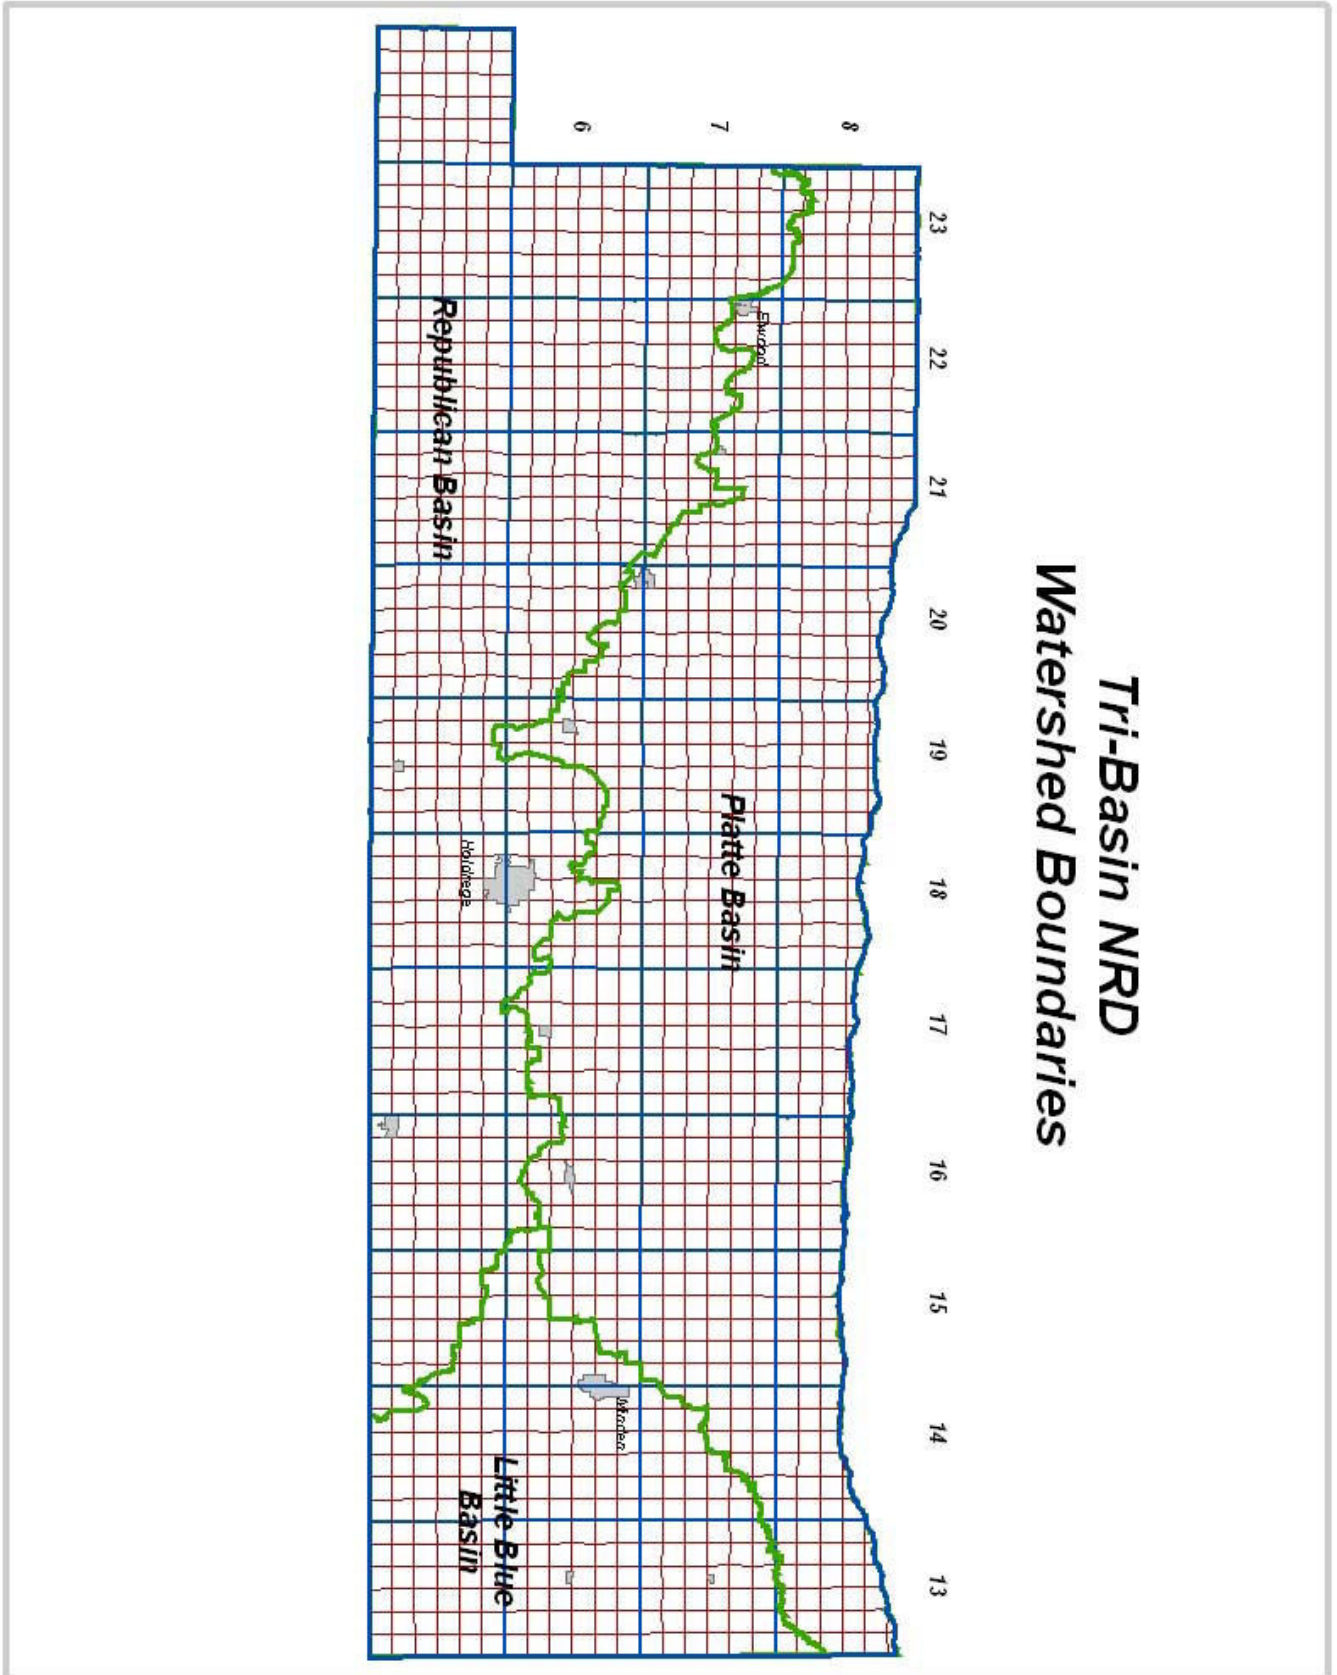 Tri-Basin NRD
Watershed Boundaries
23 22 21 20 19 18 17 16 15 14 13
8
7
6
Elwood
Platte Basin
Minden
Republican Basin
Holdrege
Little Blue
Basin